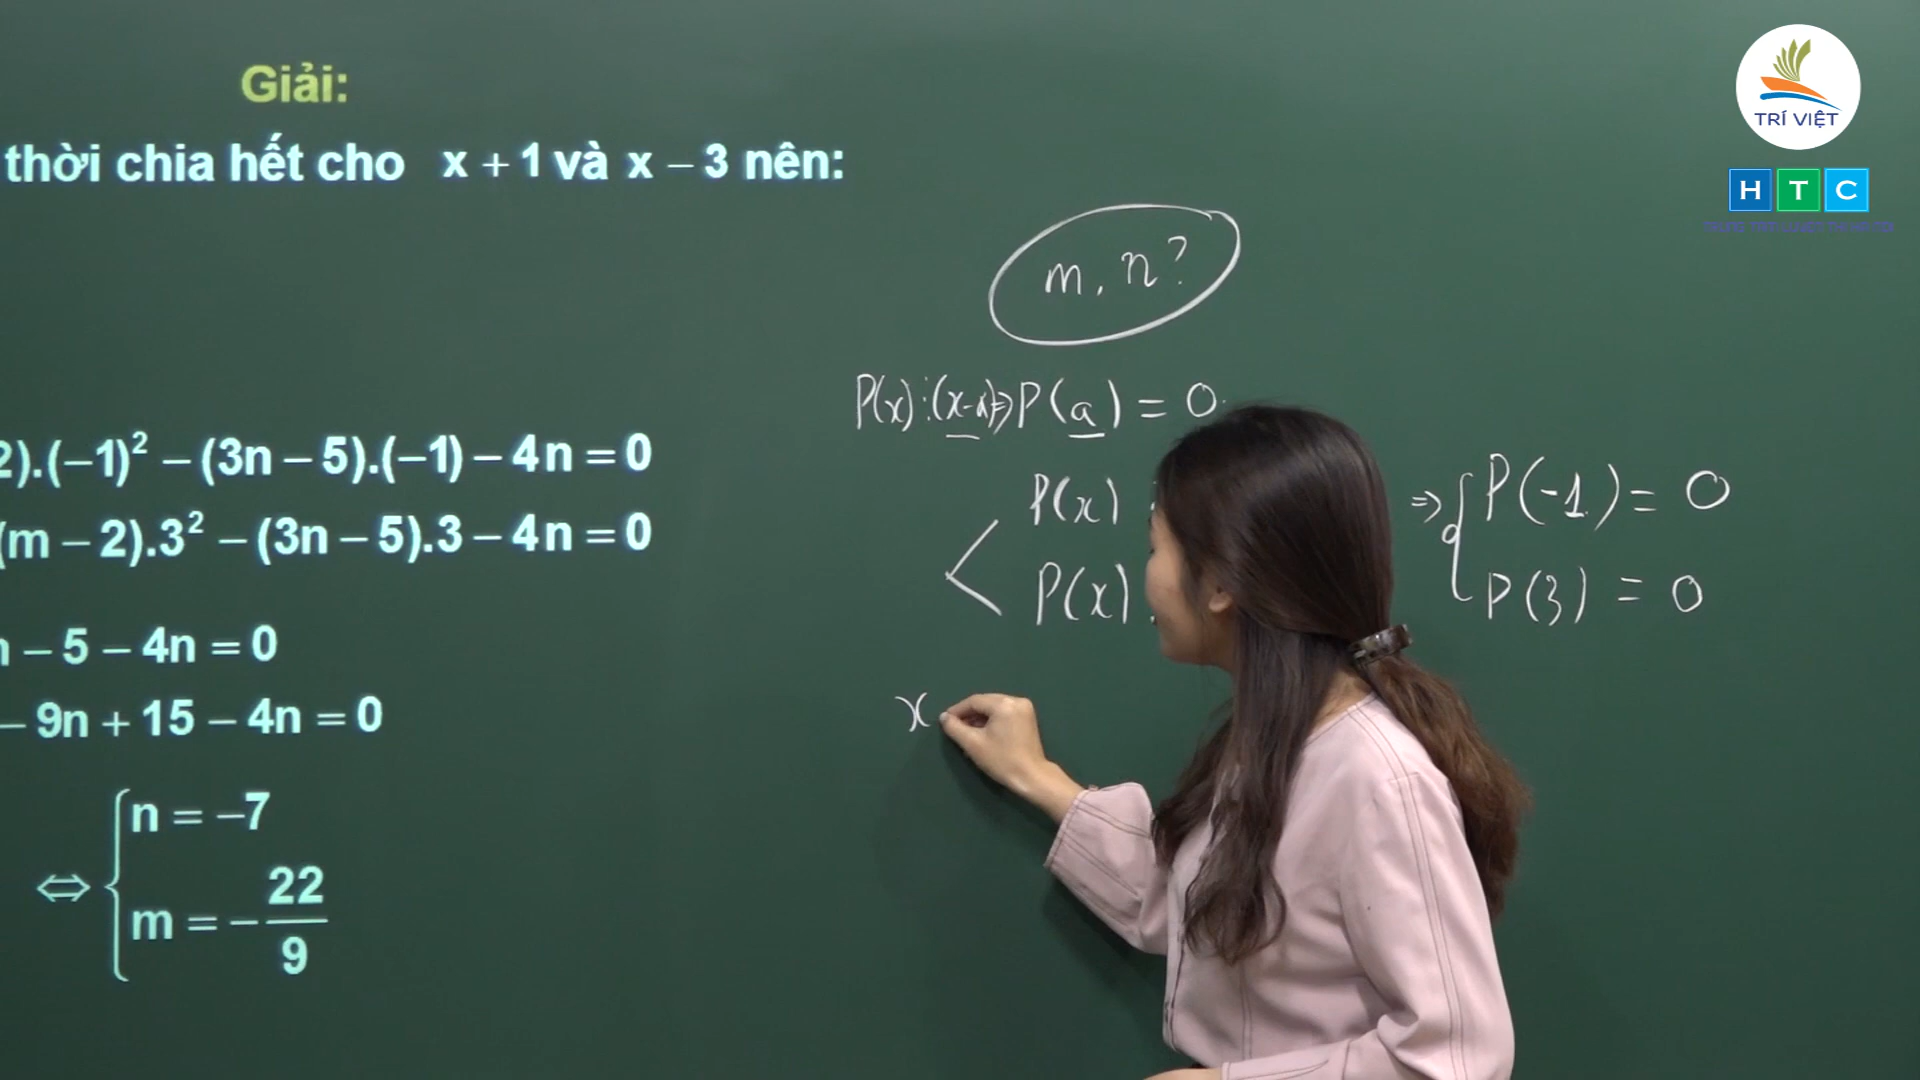 Giải:
thời chia hết cho x + 1 và x – 3 nên:
m, n?
P(x) ⋮ (x-a) ⇒ P(a) = 0
2).(–1)² – (3n – 5).(–1) – 4n = 0
(m – 2).3² – (3n – 5).3 – 4n = 0
P(x) ⋮
P(x) ⋮
⇒ { P(-1) = 0
P(3) = 0
– 5 – 4n = 0
– 9n + 15 – 4n = 0
x
n = –7
⇔ {
m = – 22/9
TRÍ VIỆT
H T C